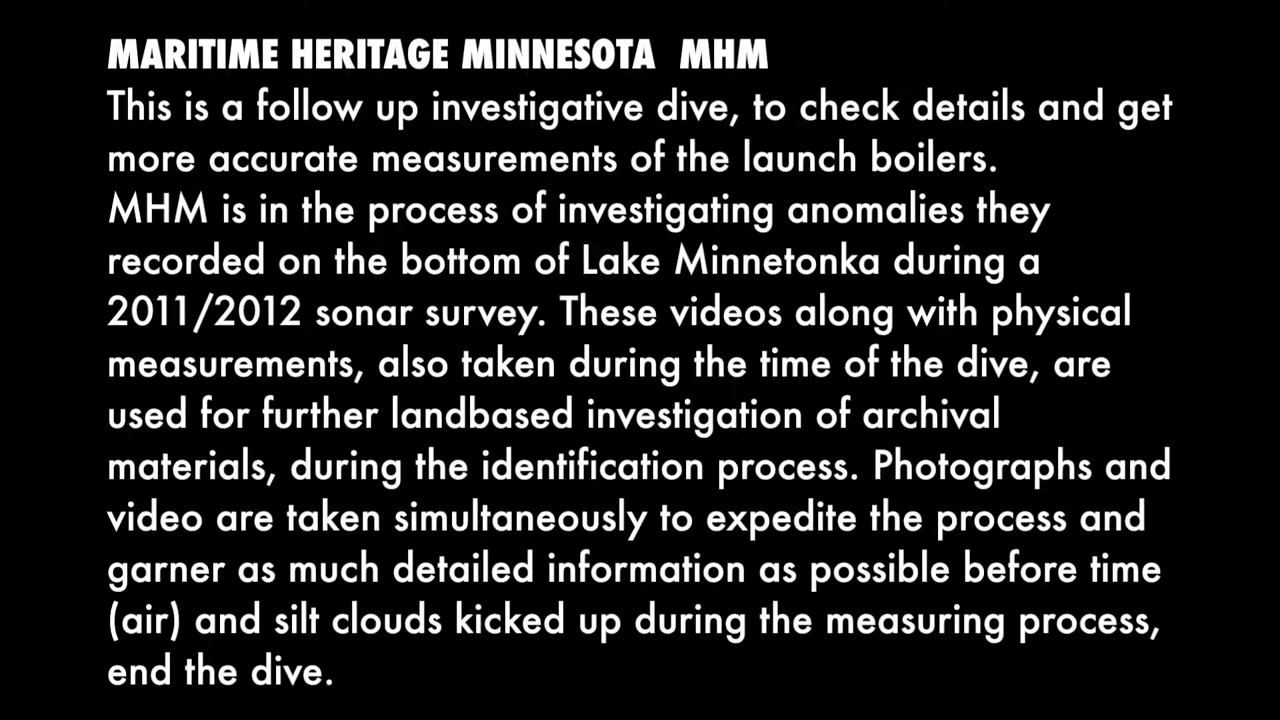 MARITIME HERITAGE MINNESOTA  MHM
This is a follow up investigative dive, to check details and get
more accurate measurements of the launch boilers.
MHM is in the process of investigating anomalies they
recorded on the bottom of Lake Minnetonka during a
2011/2012 sonar survey. These videos along with physical
measurements, also taken during the time of the dive, are
used for further landbased investigation of archival
materials, during the identification process. Photographs and
video are taken simultaneously to expedite the process and
garner as much detailed information as possible before time
(air) and silt clouds kicked up during the measuring process,
end the dive.